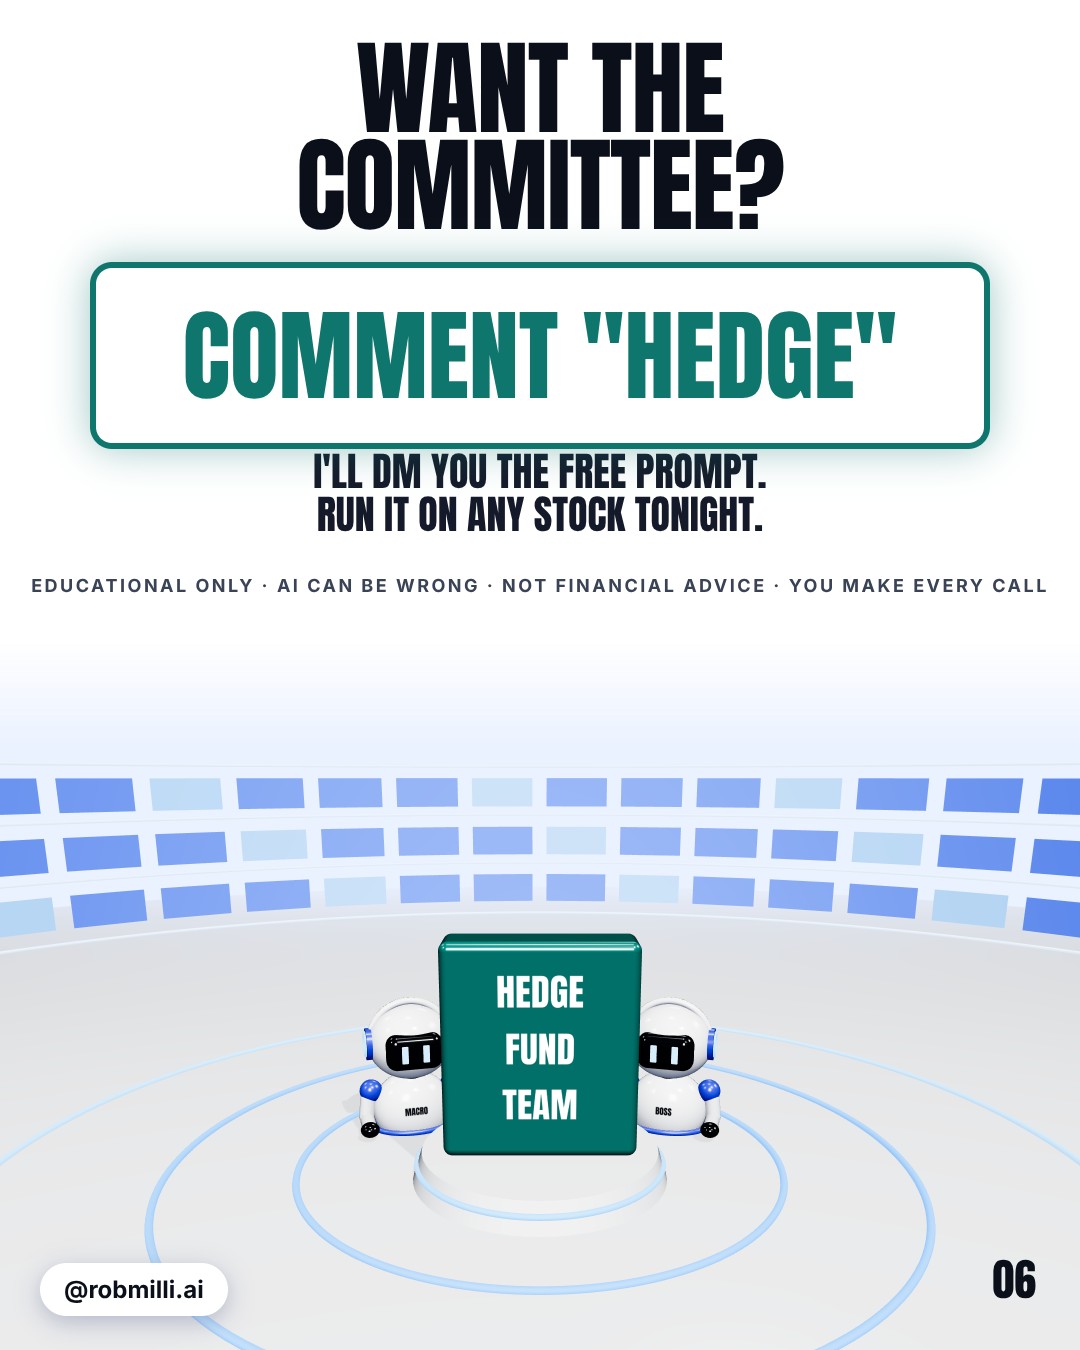 WANT THE
COMMITTEE?
COMMENT "HEDGE"
I'LL DM YOU THE FREE PROMPT.
RUN IT ON ANY STOCK TONIGHT.
EDUCATIONAL ONLY · AI CAN BE WRONG · NOT FINANCIAL ADVICE · YOU MAKE EVERY CALL
HEDGE
FUND
TEAM
MACRO
BOSS
@robmilli.ai
06